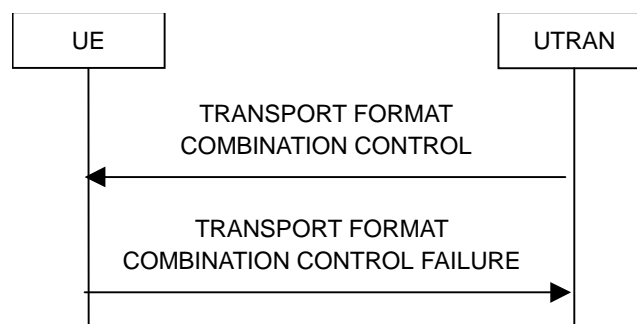 UE
UTRAN
TRANSPORT FORMAT
COMBINATION CONTROL
TRANSPORT FORMAT
COMBINATION CONTROL FAILURE